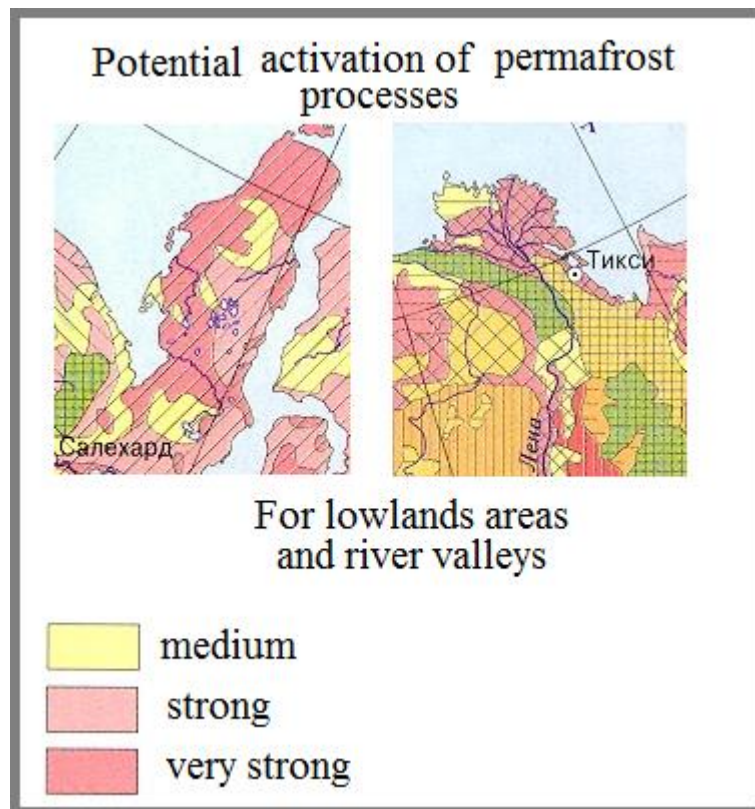 Potential activation of permafrost
processes
Салехард
Тикси
Лена
For lowlands areas
and river valleys
medium
strong
very strong